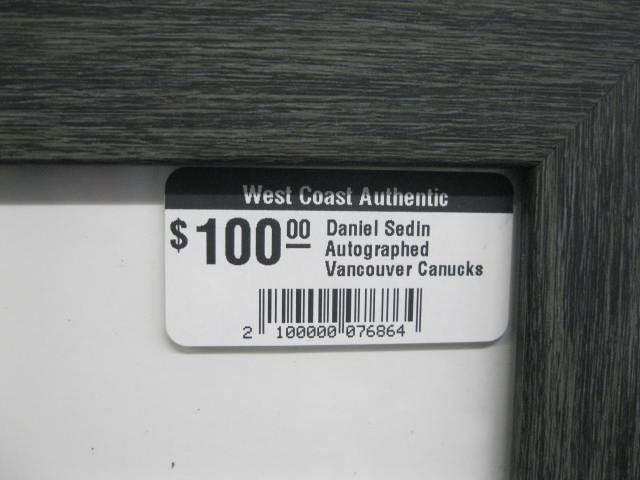 West Coast Authentic
$100.00 Daniel Sedin
Autographed
Vancouver Canucks
2 100000 076864